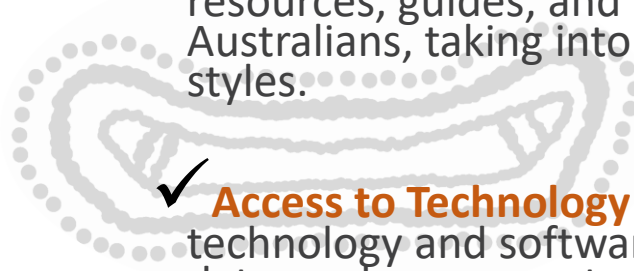 resources, guides, and
Australians, taking into
styles.
✓ Access to Technology
technology and softwar